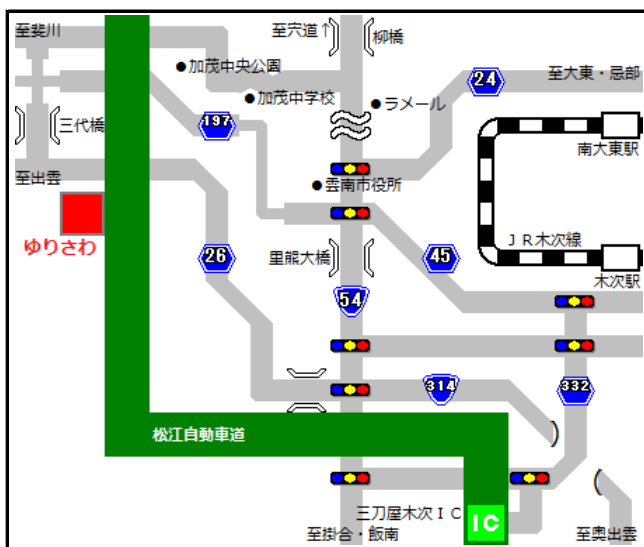 至斐川
至穴道↑
柳橋
加茂中央公園
24
至大東・忌部
加茂中学校
ラメール
三代橋
197
南大東駅
至出雲
雲南市役所
ゆりさわ
26
里熊大橋
45
JR木次線
木次駅
54
314
332
松江自動車道
三刀屋木次IC
IC
至掛合・飯南
至奥出雲